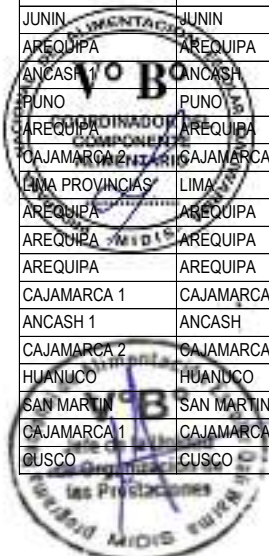 JUNIN JUNIN
AREQUIPA AREQUIPA
ANCASH 1 ANCASH
PUNO PUNO
AREQUIPA AREQUIPA
CAJAMARCA 2 CAJAMARCA
LIMA PROVINCIAS LIMA
AREQUIPA AREQUIPA
AREQUIPA AREQUIPA
AREQUIPA AREQUIPA
CAJAMARCA 1 CAJAMARCA
ANCASH 1 ANCASH
CAJAMARCA 2 CAJAMARCA
HUANUCO HUANUCO
SAN MARTIN SAN MARTIN
CAJAMARCA 1 CAJAMARCA
CUSCO CUSCO
V° B°
COORDINADOR DEL
COMPONENTE
ALIMENTARIO
MIDIS
las Prestaciones
MIDIS